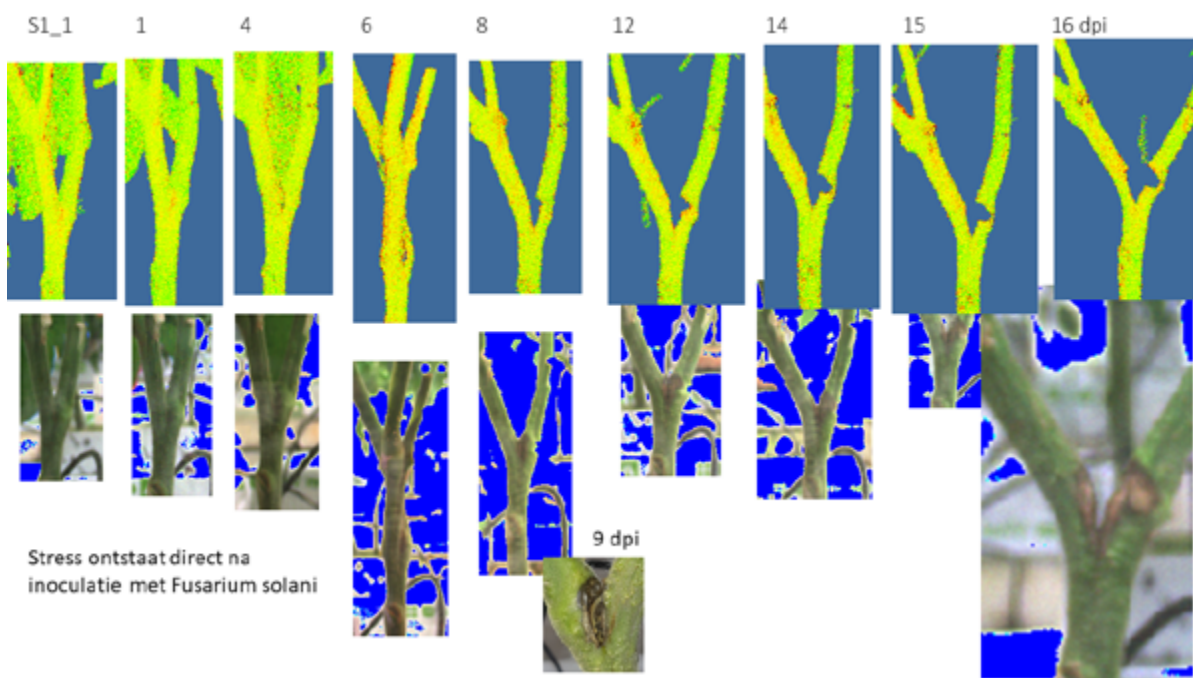 S1_1 1 4 6 8 12 14 15 16 dpi
9 dpi
Stress ontstaat direct na
inoculatie met Fusarium solani